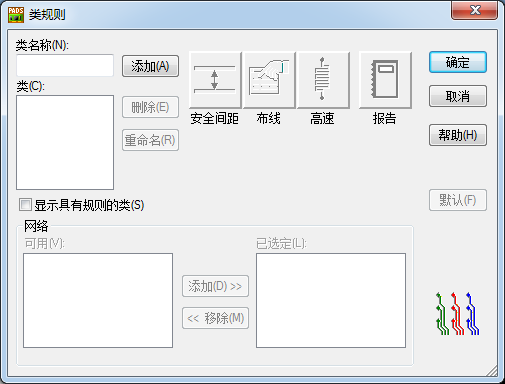 PADS
类规则
类名称(N):
添加(A)
确定
类(C):
取消
删除(E)
安全间距 布线 高速 报告
重命名(R)
帮助(H)
显示具有规则的类(S)
默认(F)
网络
可用(V):
已选定(L):
添加(D) >>
<< 移除(M)